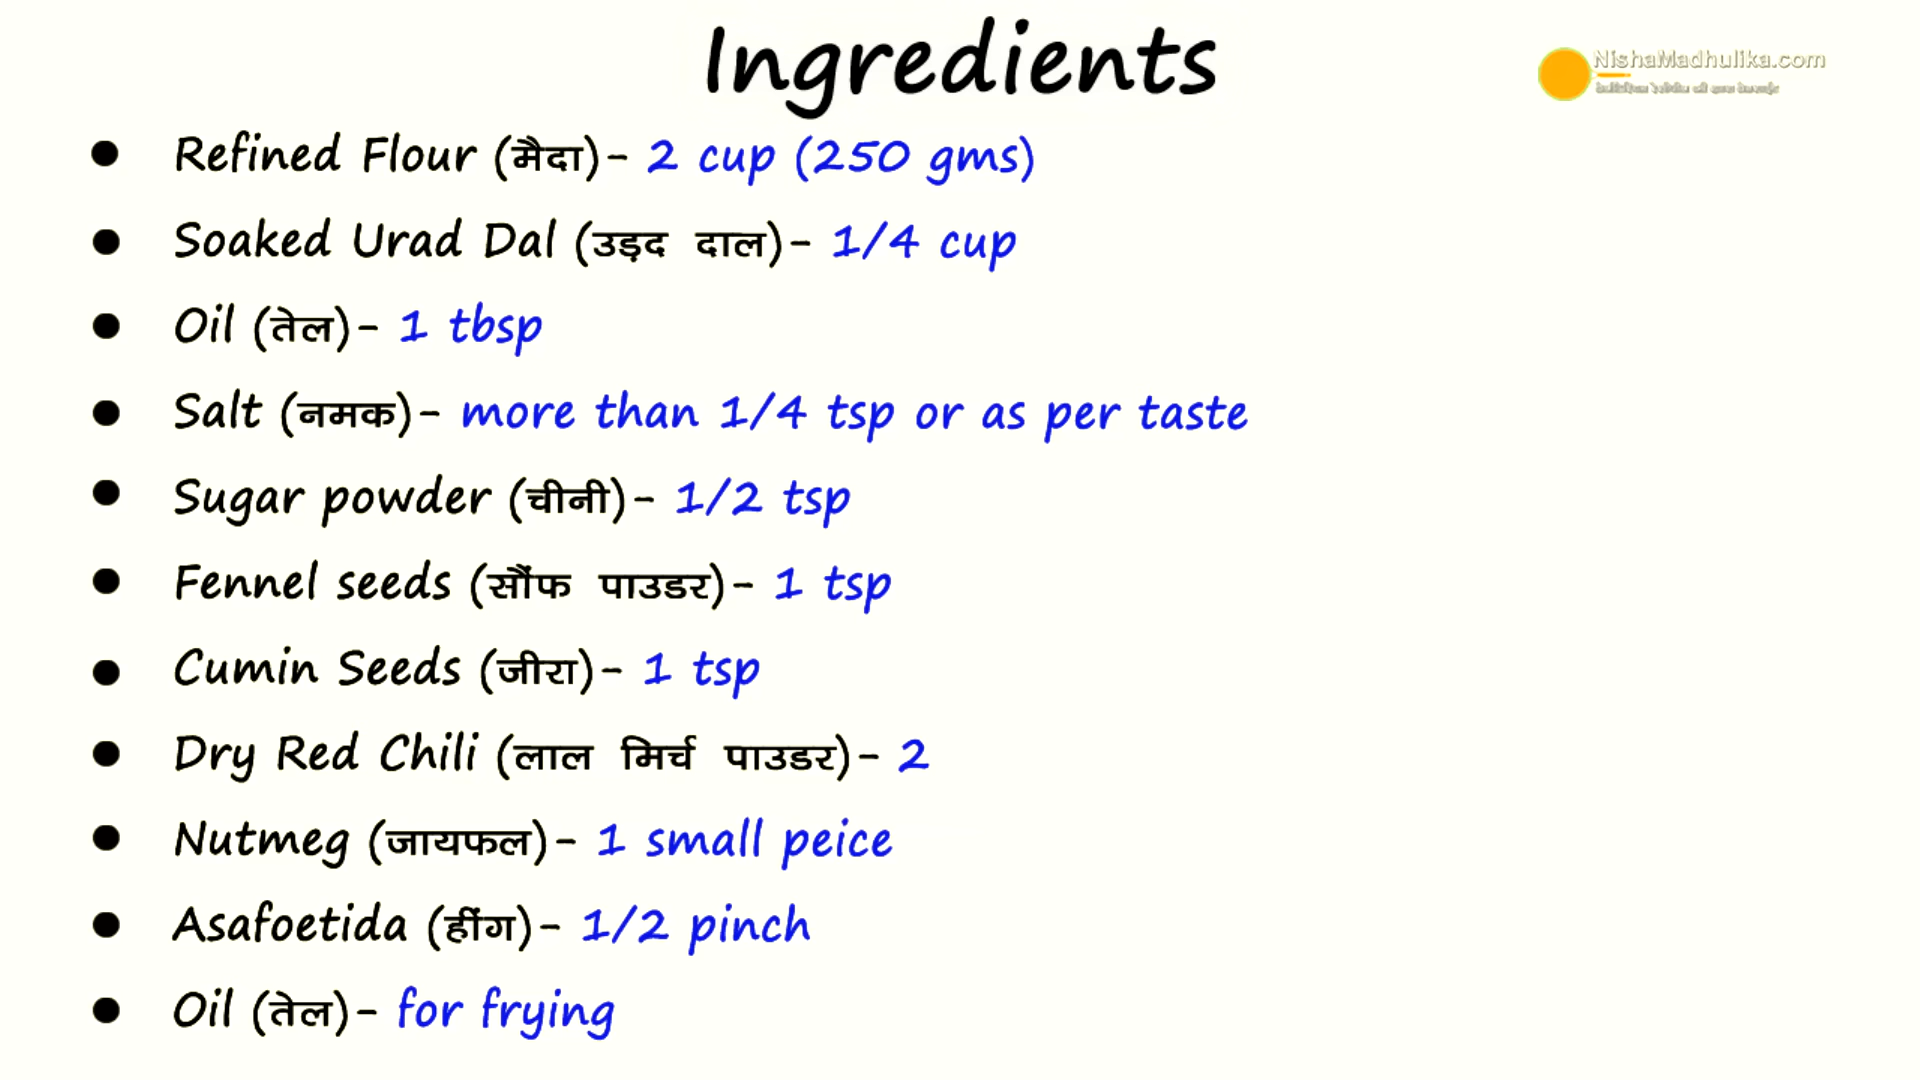 Ingredients
NishaMadhulika.com
● Refined Flour (मैदा)- 2 cup (250 gms)
● Soaked Urad Dal (उड़द दाल)- 1/4 cup
● Oil (तेल)- 1 tbsp
● Salt (नमक)- more than 1/4 tsp or as per taste
● Sugar powder (चीनी)- 1/2 tsp
● Fennel seeds (सौंफ पाउडर)- 1 tsp
● Cumin Seeds (जीरा)- 1 tsp
● Dry Red Chili (लाल मिर्च पाउडर)- 2
● Nutmeg (जायफल)- 1 small peice
● Asafoetida (हींग)- 1/2 pinch
● Oil (तेल)- for frying